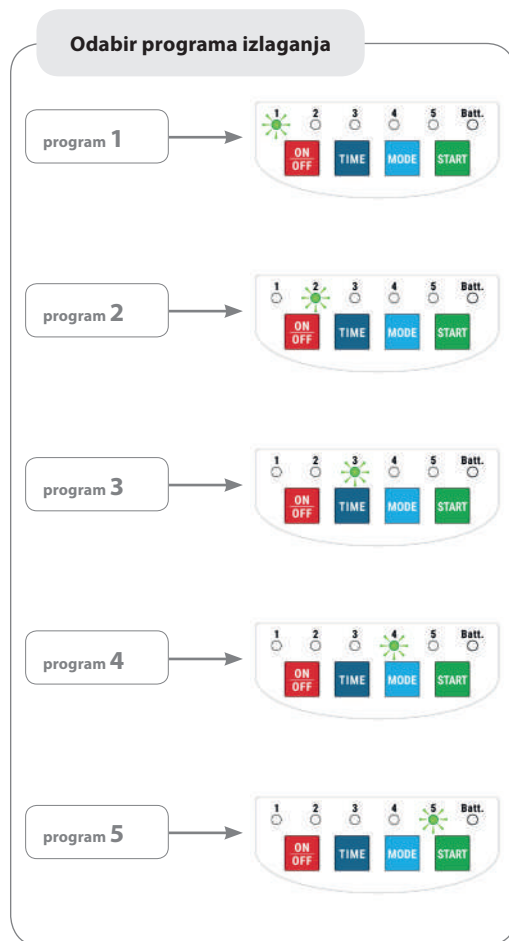 Odabir programa izlaganja
program 1
1 2 3 4 5 Batt.
ON
OFF TIME MODE START
program 2
1 2 3 4 5 Batt.
ON
OFF TIME MODE START
program 3
1 2 3 4 5 Batt.
ON
OFF TIME MODE START
program 4
1 2 3 4 5 Batt.
ON
OFF TIME MODE START
program 5
1 2 3 4 5 Batt.
ON
OFF TIME MODE START